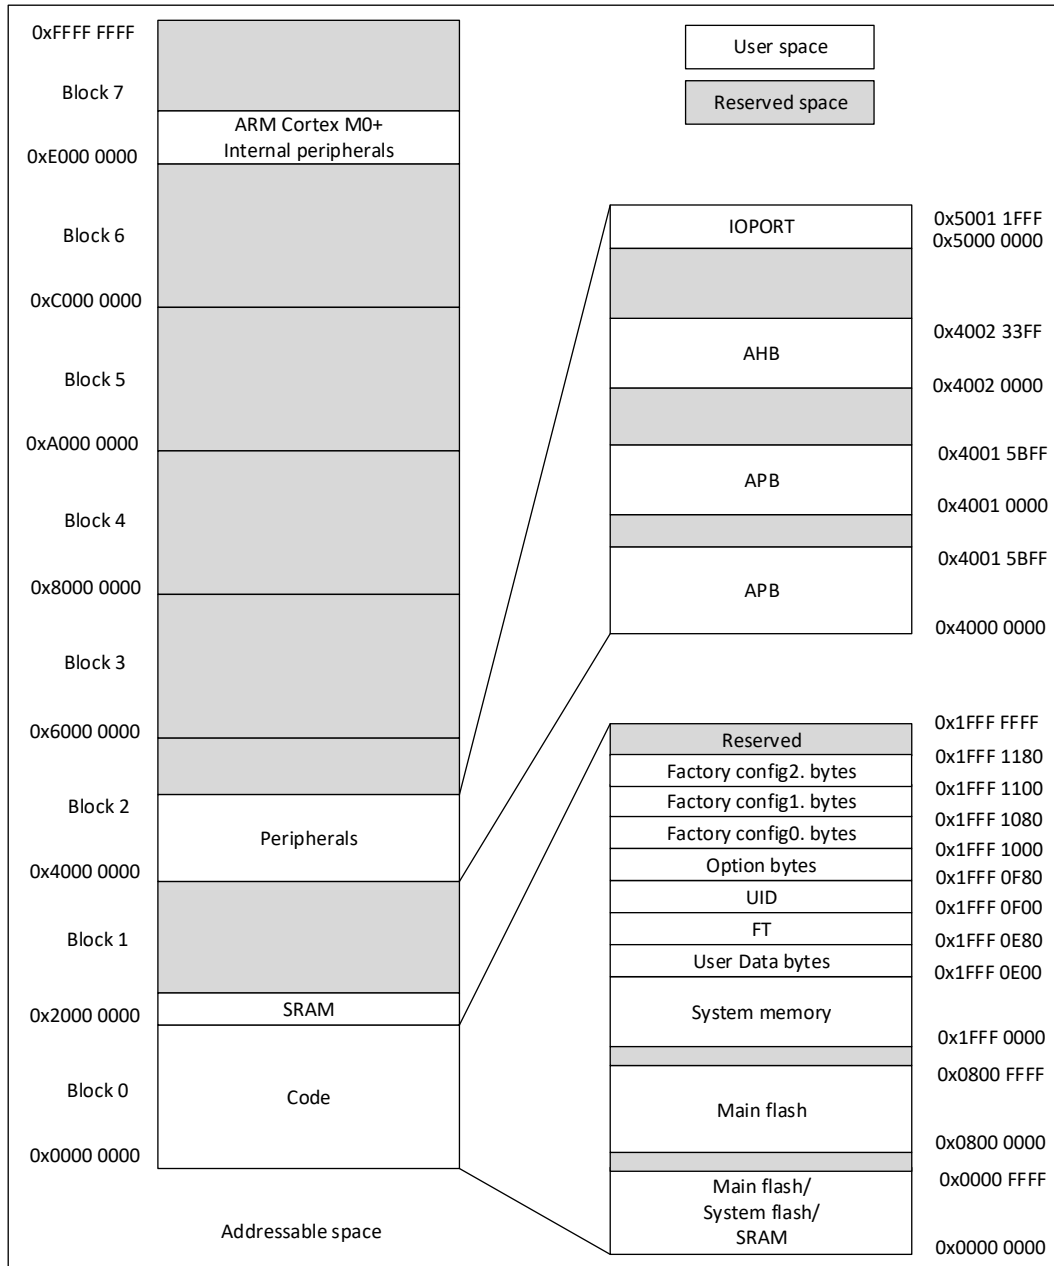 0xFFFF FFFF
Block 7
ARM Cortex M0+
Internal peripherals
0xE000 0000
Block 6
0xC000 0000
Block 5
0xA000 0000
Block 4
0x8000 0000
Block 3
0x6000 0000
Block 2
Peripherals
0x4000 0000
Block 1
SRAM
0x2000 0000
Block 0
Code
0x0000 0000
Addressable space
User space
Reserved space
IOPORT
0x5001 1FFF
0x5000 0000
0x4002 33FF
AHB
0x4002 0000
0x4001 5BFF
APB
0x4001 0000
0x4001 5BFF
APB
0x4000 0000
0x1FFF FFFF
Reserved
0x1FFF 1180
Factory config2. bytes
0x1FFF 1100
Factory config1. bytes
0x1FFF 1080
Factory config0. bytes
0x1FFF 1000
Option bytes
0x1FFF 0F80
UID
0x1FFF 0F00
FT
0x1FFF 0E80
User Data bytes
0x1FFF 0E00
System memory
0x1FFF 0000
0x0800 FFFF
Main flash
0x0800 0000
0x0000 FFFF
Main flash/
System flash/
SRAM
0x0000 0000